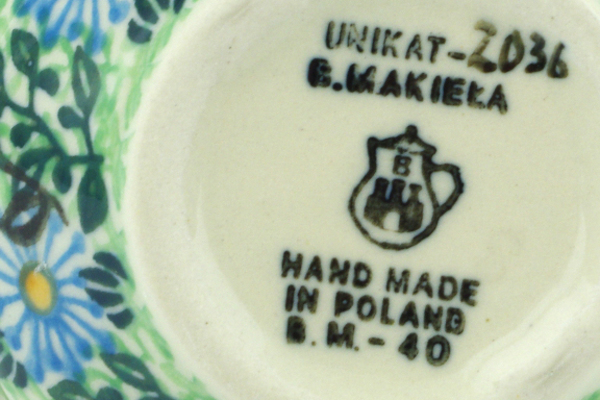 UNIKAT-2036
B.MAKIEŁA
B
HAND MADE
IN POLAND
B.M.-40